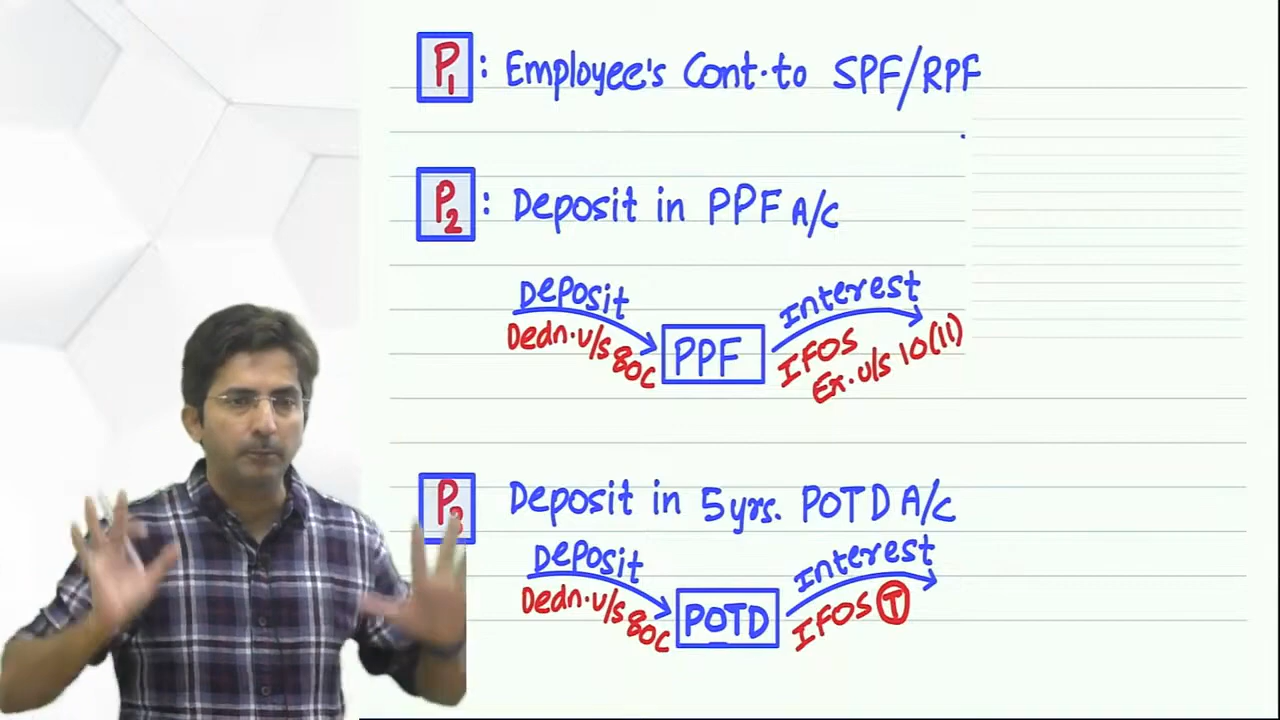 P1 : Employee's Cont. to SPF/RPF
P2 : Deposit in PPF A/C
Deposit
Dedn. u/s 80C
PPF
Interest
IFOS
Ex. u/s 10(11)
P3 Deposit in 5yrs. POTD A/c
Deposit
Dedn. u/s 80C
POTD
Interest
IFOS T